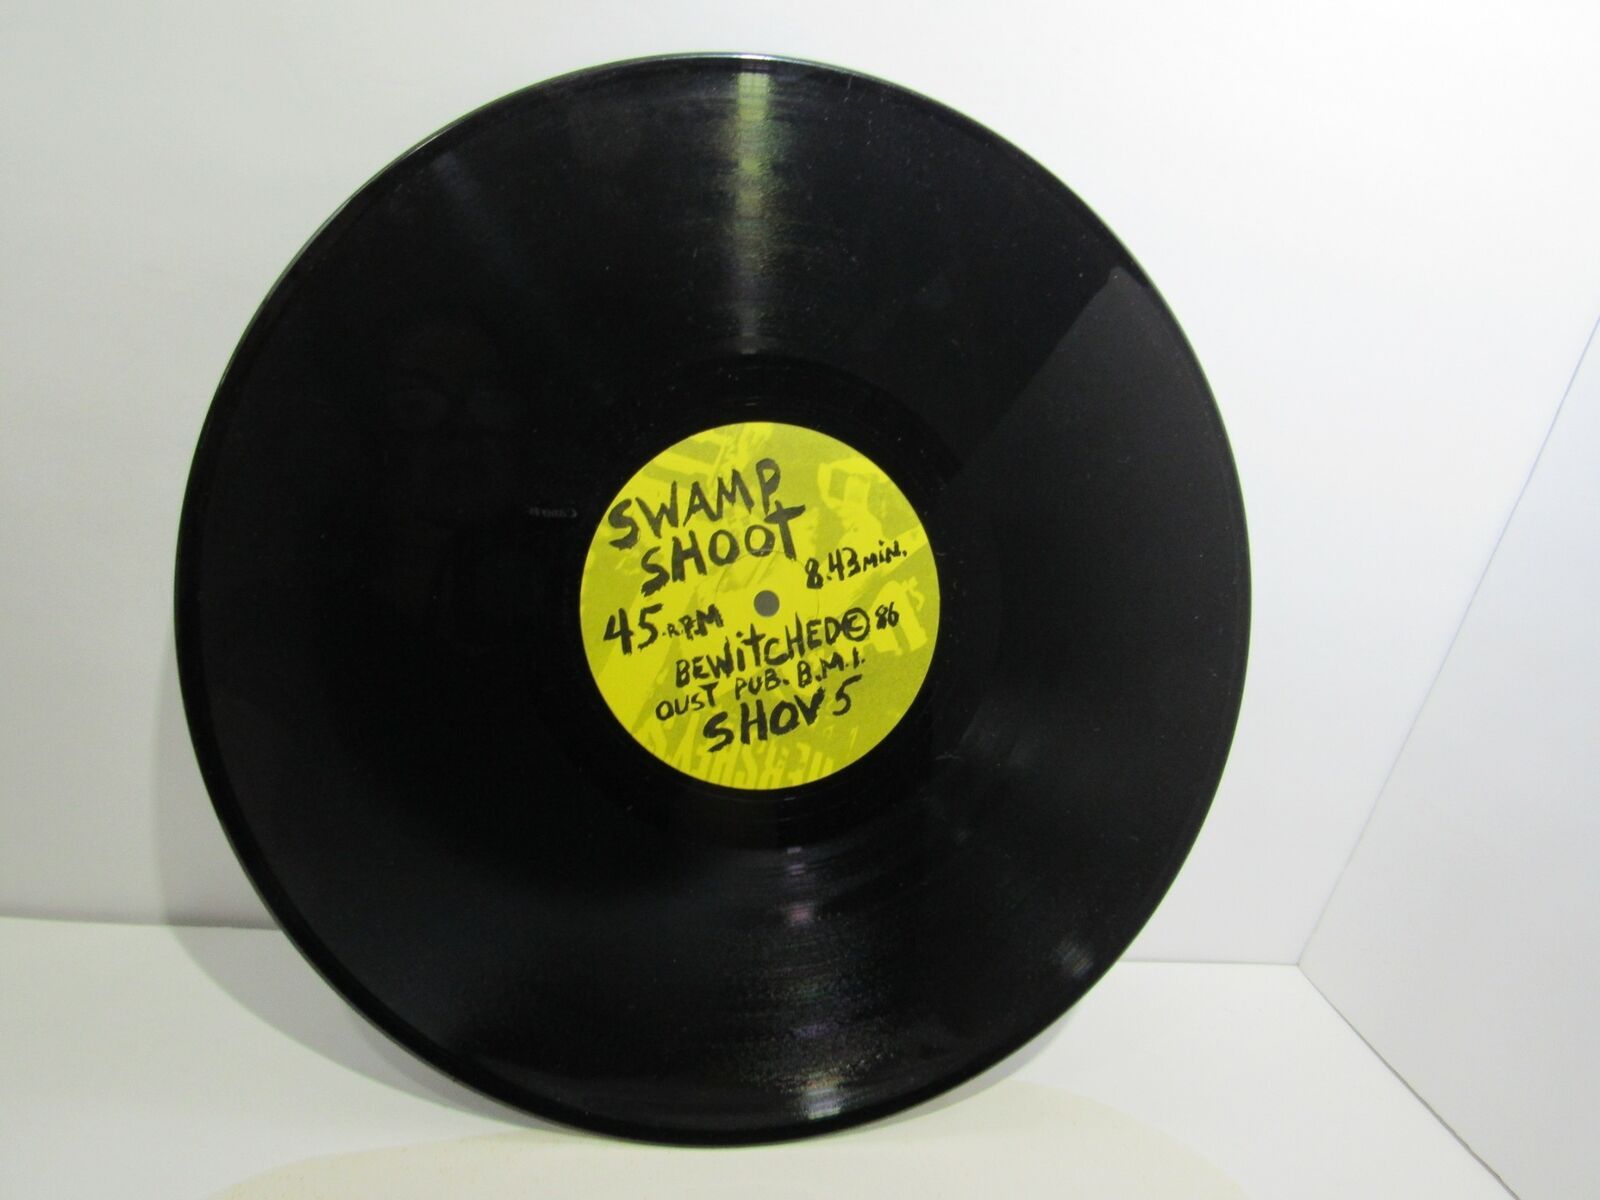 SWAMP
SHOOT
8.43 MIN.
45 R.P.M
BEWITCHED © 86
OUST PUB. B.M.I.
SHOV 5